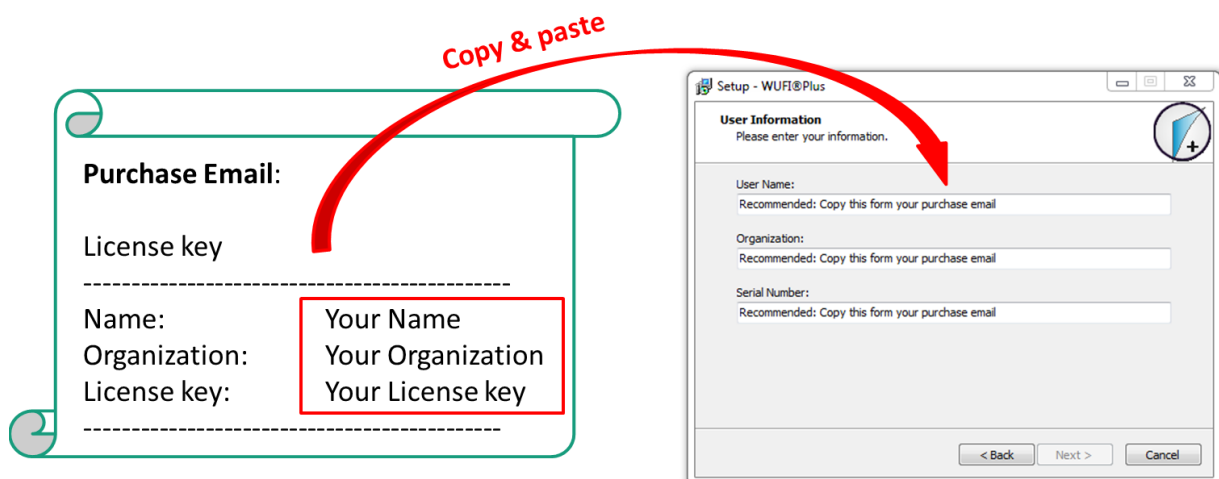 Copy & paste
Purchase Email:
License key
-------------------------------------------
Name: Your Name
Organization: Your Organization
License key: Your License key
------------------------------------------
Setup - WUFI®Plus
User Information
Please enter your information.
User Name:
Recommended: Copy this form your purchase email
Organization:
Recommended: Copy this form your purchase email
Serial Number:
Recommended: Copy this form your purchase email
< Back Next > Cancel